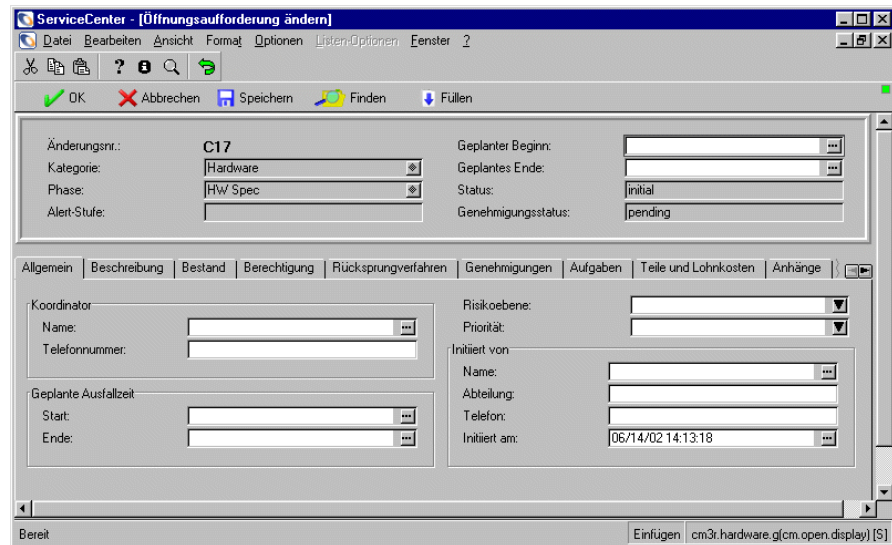 ServiceCenter - [Öffnungsaufforderung ändern]
Datei Bearbeiten Ansicht Format Optionen Listen-Optionen Fenster ?
OK Abbrechen Speichern Finden Füllen
Änderungsnr.: C17 Geplanter Beginn:
Kategorie: Hardware Geplantes Ende:
Phase: HW Spec Status: initial
Alert-Stufe: Genehmigungsstatus: pending
Allgemein Beschreibung Bestand Berechtigung Rücksprungverfahren Genehmigungen Aufgaben Teile und Lohnkosten Anhänge
Koordinator Risikoebene:
Name: Priorität:
Telefonnummer: Initiiert von
Name:
Geplante Ausfallzeit Abteilung:
Start: Telefon:
Ende: Initiiert am: 06/14/02 14:13:18
Bereit Einfügen cm3r.hardware.g(cm.open.display) [S]